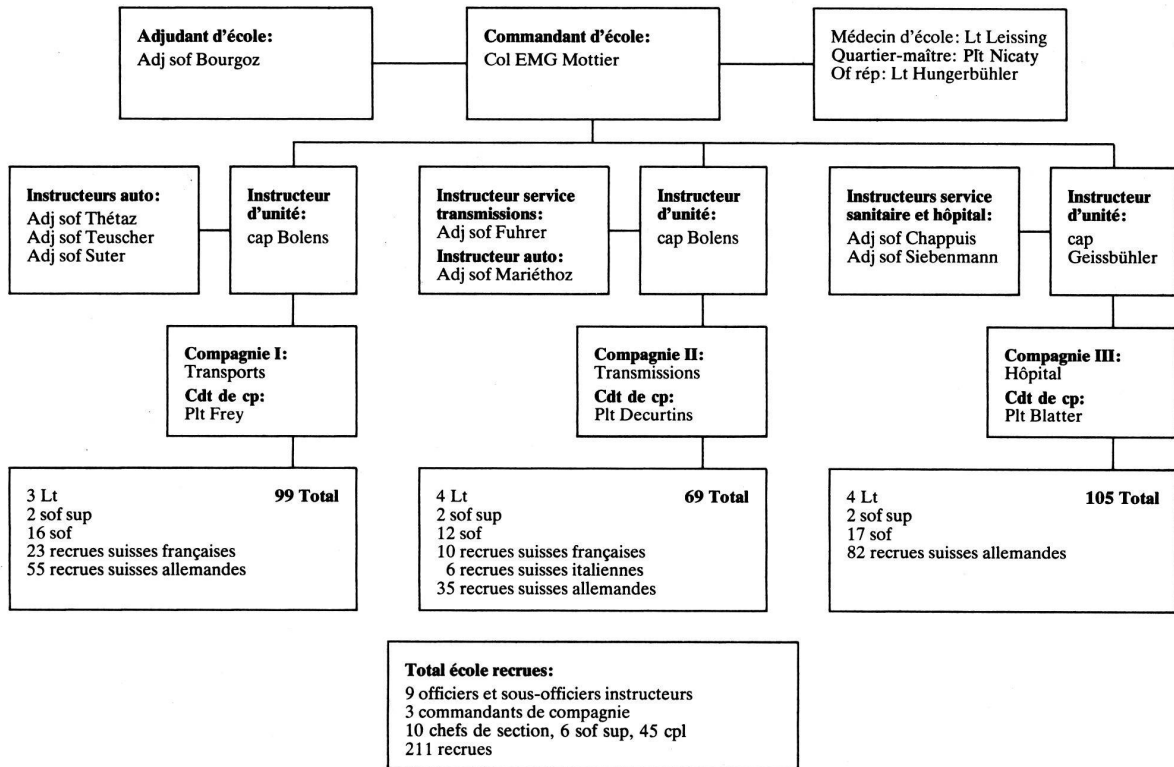 Adjudant d'école:
Adj sof Bourgoz
Commandant d'école:
Col EMG Mottier
Médecin d'école: Lt Leissing
Quartier-maître: Plt Nicaty
Of rép: Lt Hungerbühler
Instructeurs auto:
Adj sof Thétaz
Adj sof Teuscher
Adj sof Suter
Instructeur
d'unité:
cap Bolens
Instructeur service
transmissions:
Adj sof Fuhrer
Instructeur auto:
Adj sof Mariéthoz
Instructeur
d'unité:
cap Bolens
Instructeurs service
sanitaire et hôpital:
Adj sof Chappuis
Adj sof Siebenmann
Instructeur
d'unité:
cap
Geissbühler
Compagnie I:
Transports
Cdt de cp:
Plt Frey
Compagnie II:
Transmissions
Cdt de cp:
Plt Decurtins
Compagnie III:
Hôpital
Cdt de cp:
Plt Blatter
3 Lt 99 Total
2 sof sup
16 sof
23 recrues suisses françaises
55 recrues suisses allemandes
4 Lt 69 Total
2 sof sup
12 sof
10 recrues suisses françaises
6 recrues suisses italiennes
35 recrues suisses allemandes
4 Lt 105 Total
2 sof sup
17 sof
82 recrues suisses allemandes
Total école recrues:
9 officiers et sous-officiers instructeurs
3 commandants de compagnie
10 chefs de section, 6 sof sup, 45 cpl
211 recrues